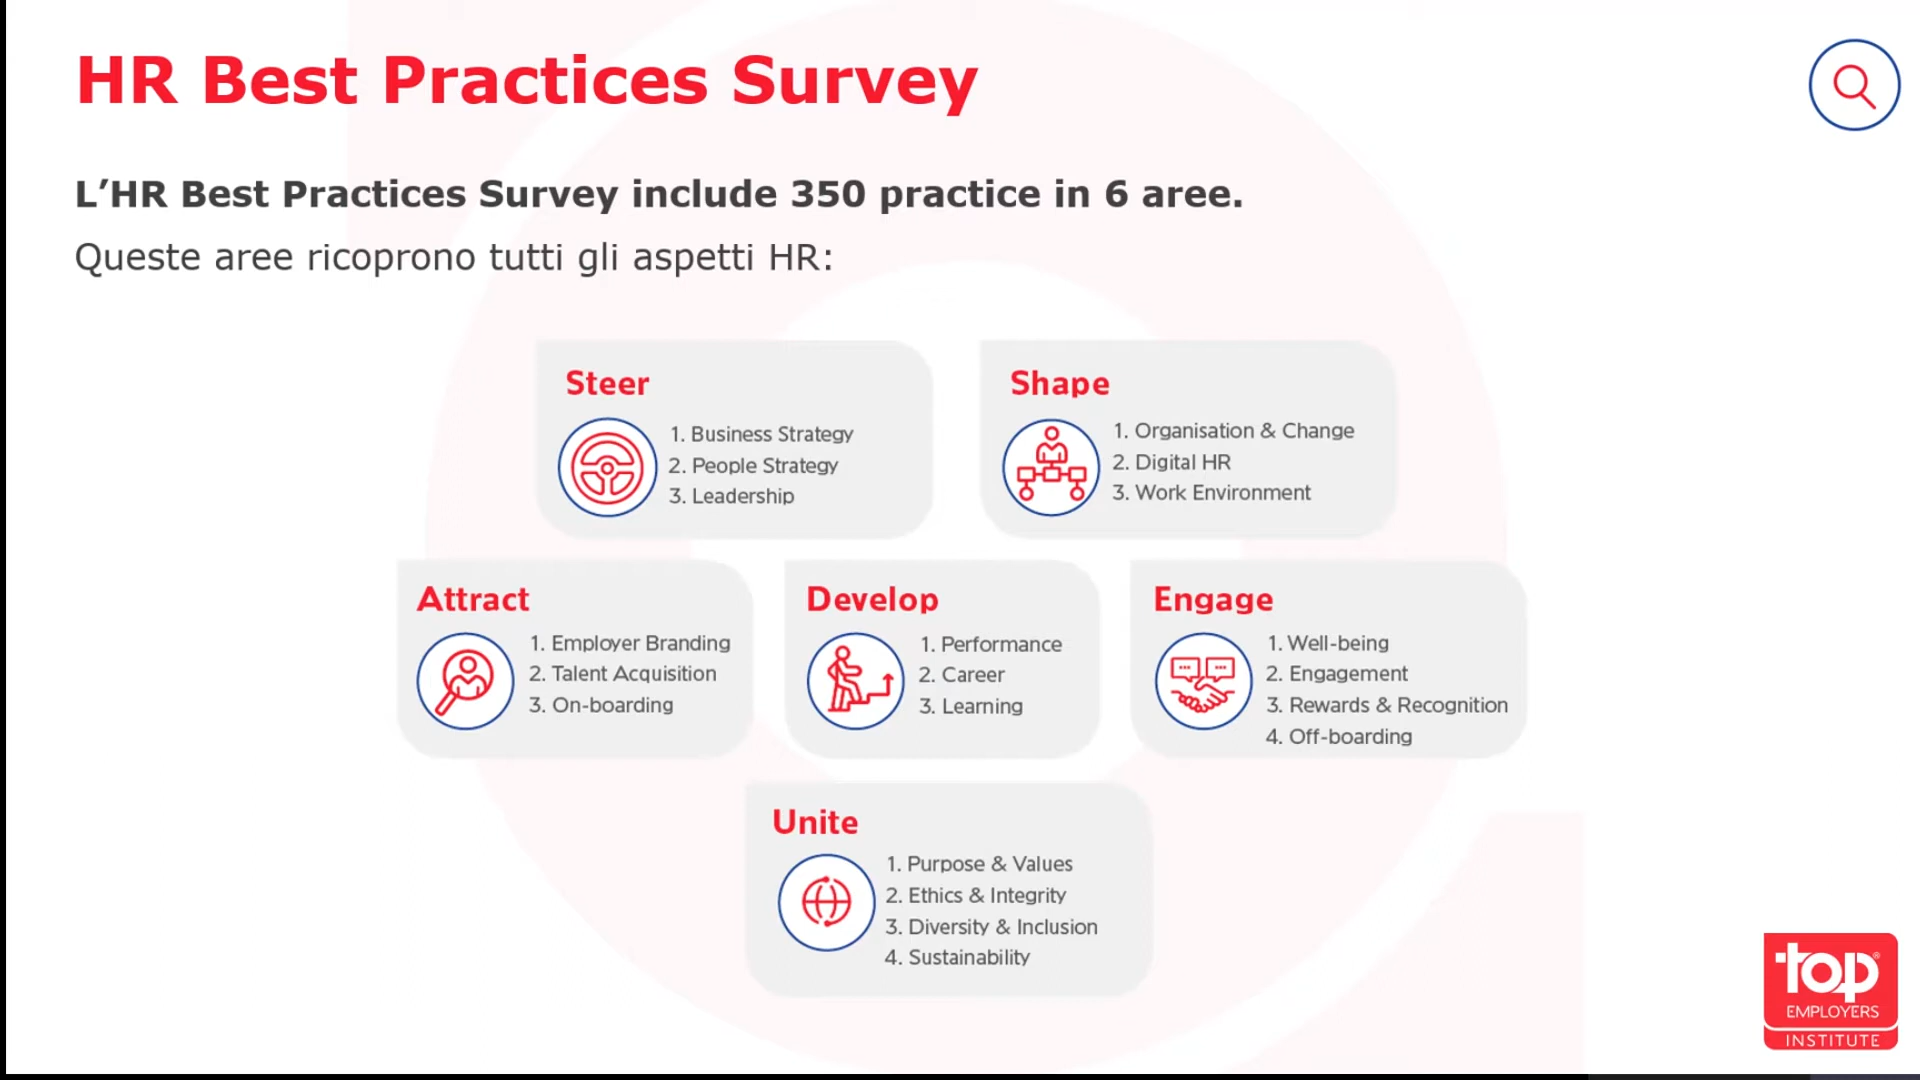 HR Best Practices Survey
L’HR Best Practices Survey include 350 practice in 6 aree.
Queste aree ricoprono tutti gli aspetti HR:
Steer
1. Business Strategy
2. People Strategy
3. Leadership
Shape
1. Organisation & Change
2. Digital HR
3. Work Environment
Attract
1. Employer Branding
2. Talent Acquisition
3. On-boarding
Develop
1. Performance
2. Career
3. Learning
Engage
1. Well-being
2. Engagement
3. Rewards & Recognition
4. Off-boarding
Unite
1. Purpose & Values
2. Ethics & Integrity
3. Diversity & Inclusion
4. Sustainability
top®
EMPLOYERS
INSTITUTE